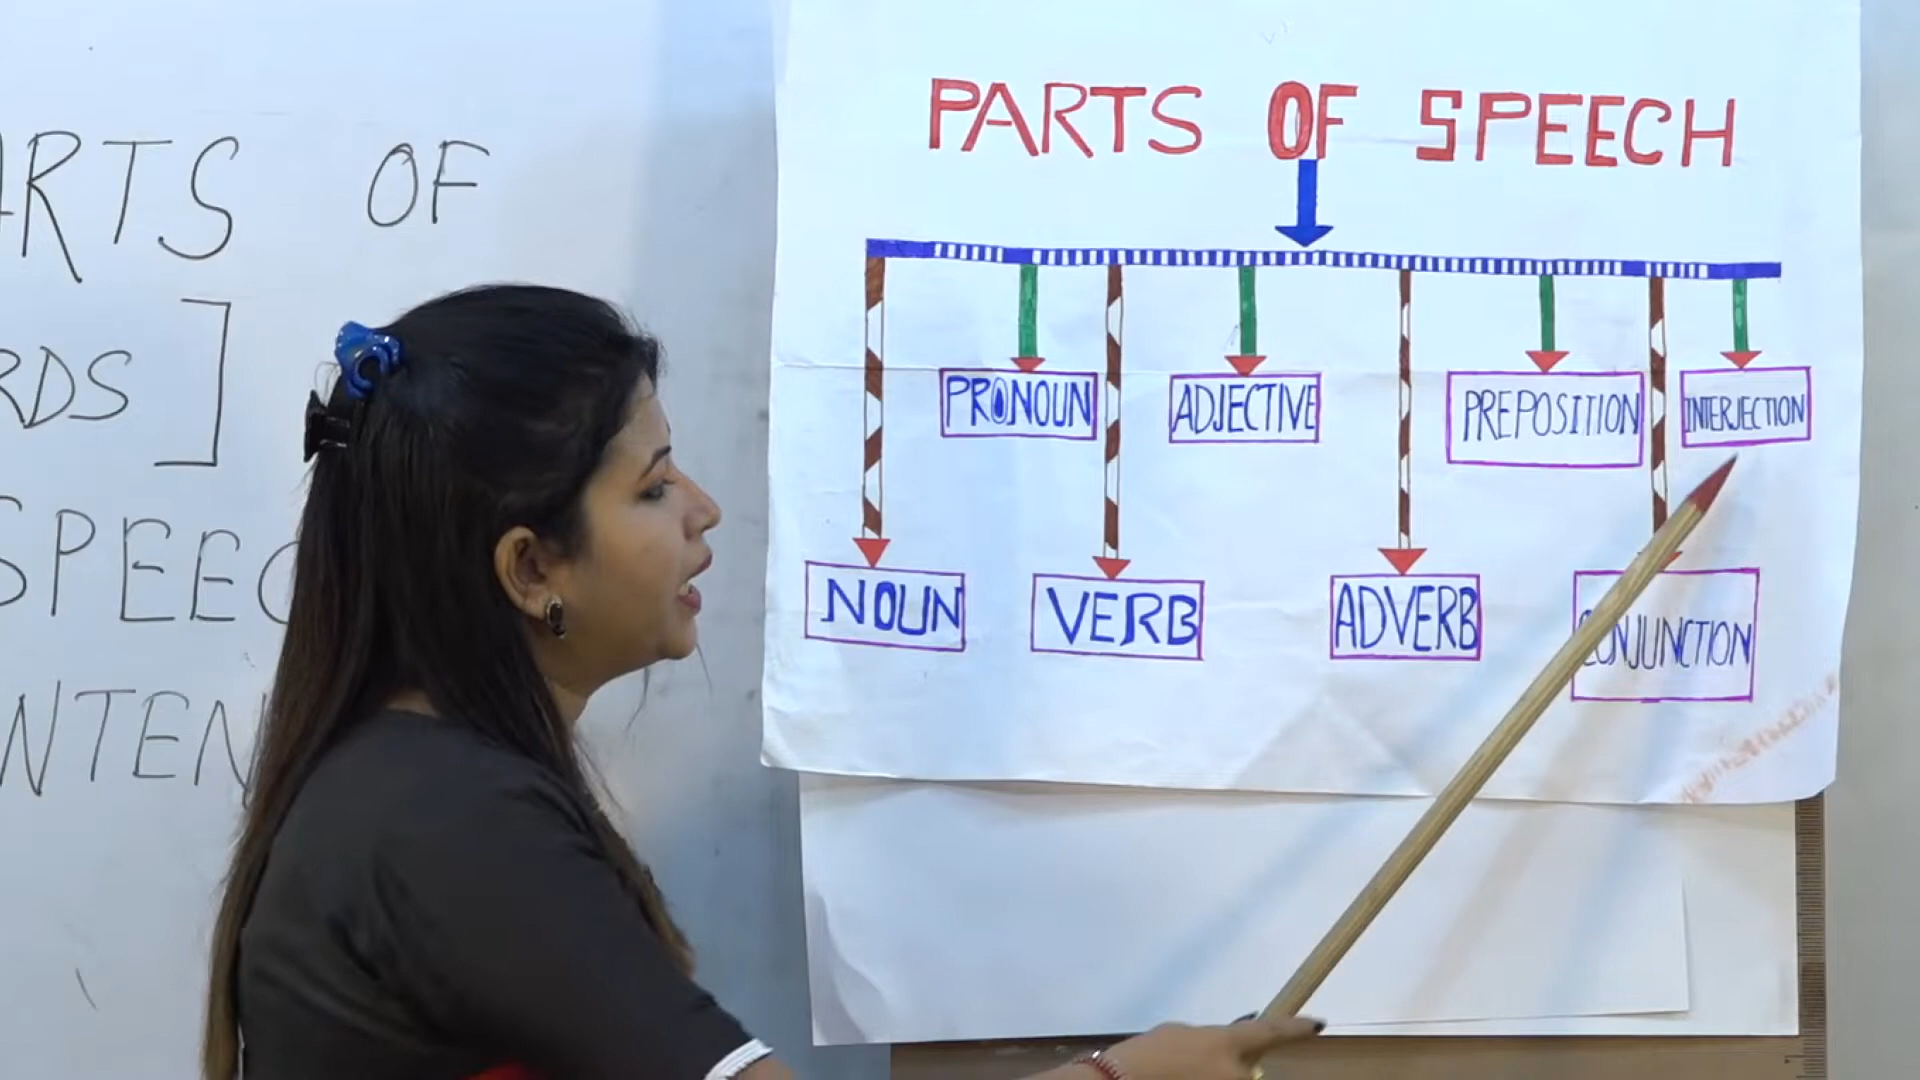 ARTS OF
RDS ]
SPEEC
NTEN
PARTS OF SPEECH
PRONOUN ADJECTIVE PREPOSITION INTERJECTION
NOUN VERB ADVERB CONJUNCTION